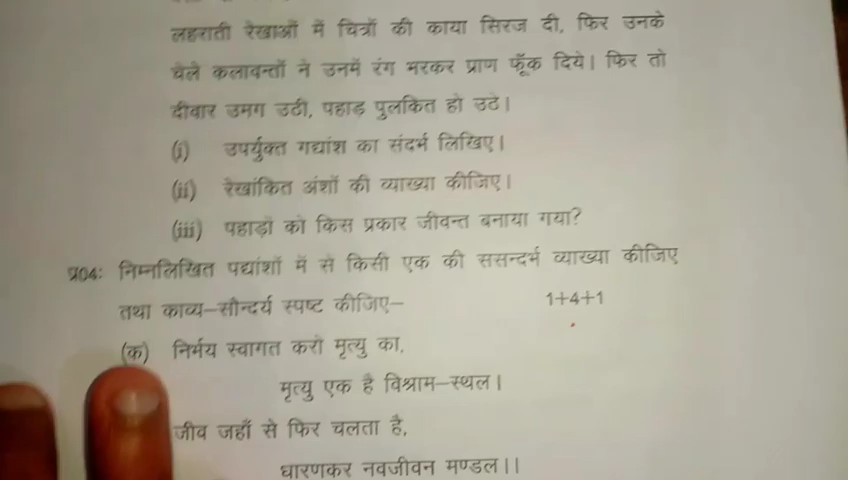 लहराती रेखाओं में चित्रों की काया सिरज दी, फिर उनके
चेले कलावन्तों ने उनमें रंग भरकर प्राण फूँक दिये। फिर तो
दीवार उमग उठी, पहाड़ पुलकित हो उठे।
(i) उपर्युक्त गद्यांश का संदर्भ लिखिए।
(ii) रेखांकित अंशों की व्याख्या कीजिए।
(iii) पहाड़ों को किस प्रकार जीवन्त बनाया गया?
प्र04: निम्नलिखित पद्यांशों में से किसी एक की ससन्दर्भ व्याख्या कीजिए
तथा काव्य–सौन्दर्य स्पष्ट कीजिए– 1+4+1
(क) निर्भय स्वागत करो मृत्यु का,
मृत्यु एक है विश्राम–स्थल।
जीव जहाँ से फिर चलता है,
धारणकर नवजीवन मण्डल।।